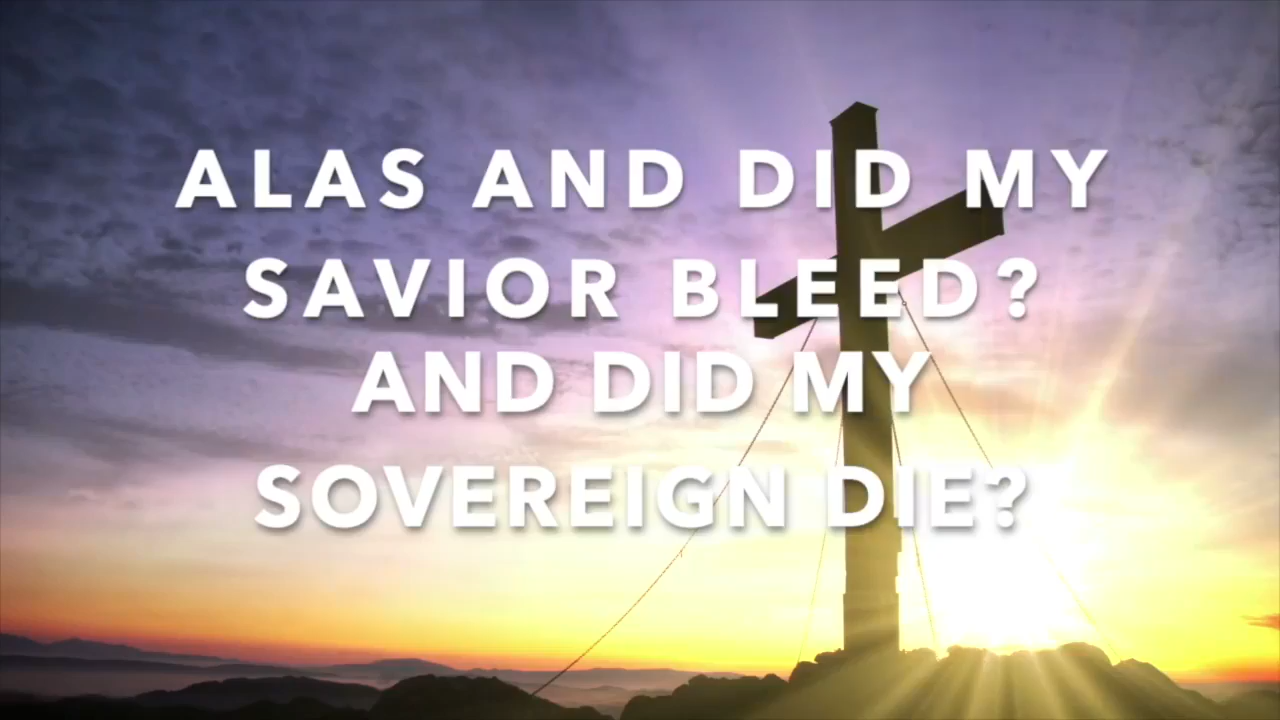 ALAS AND DID MY
SAVIOR BLEED?
AND DID MY
SOVEREIGN DIE?